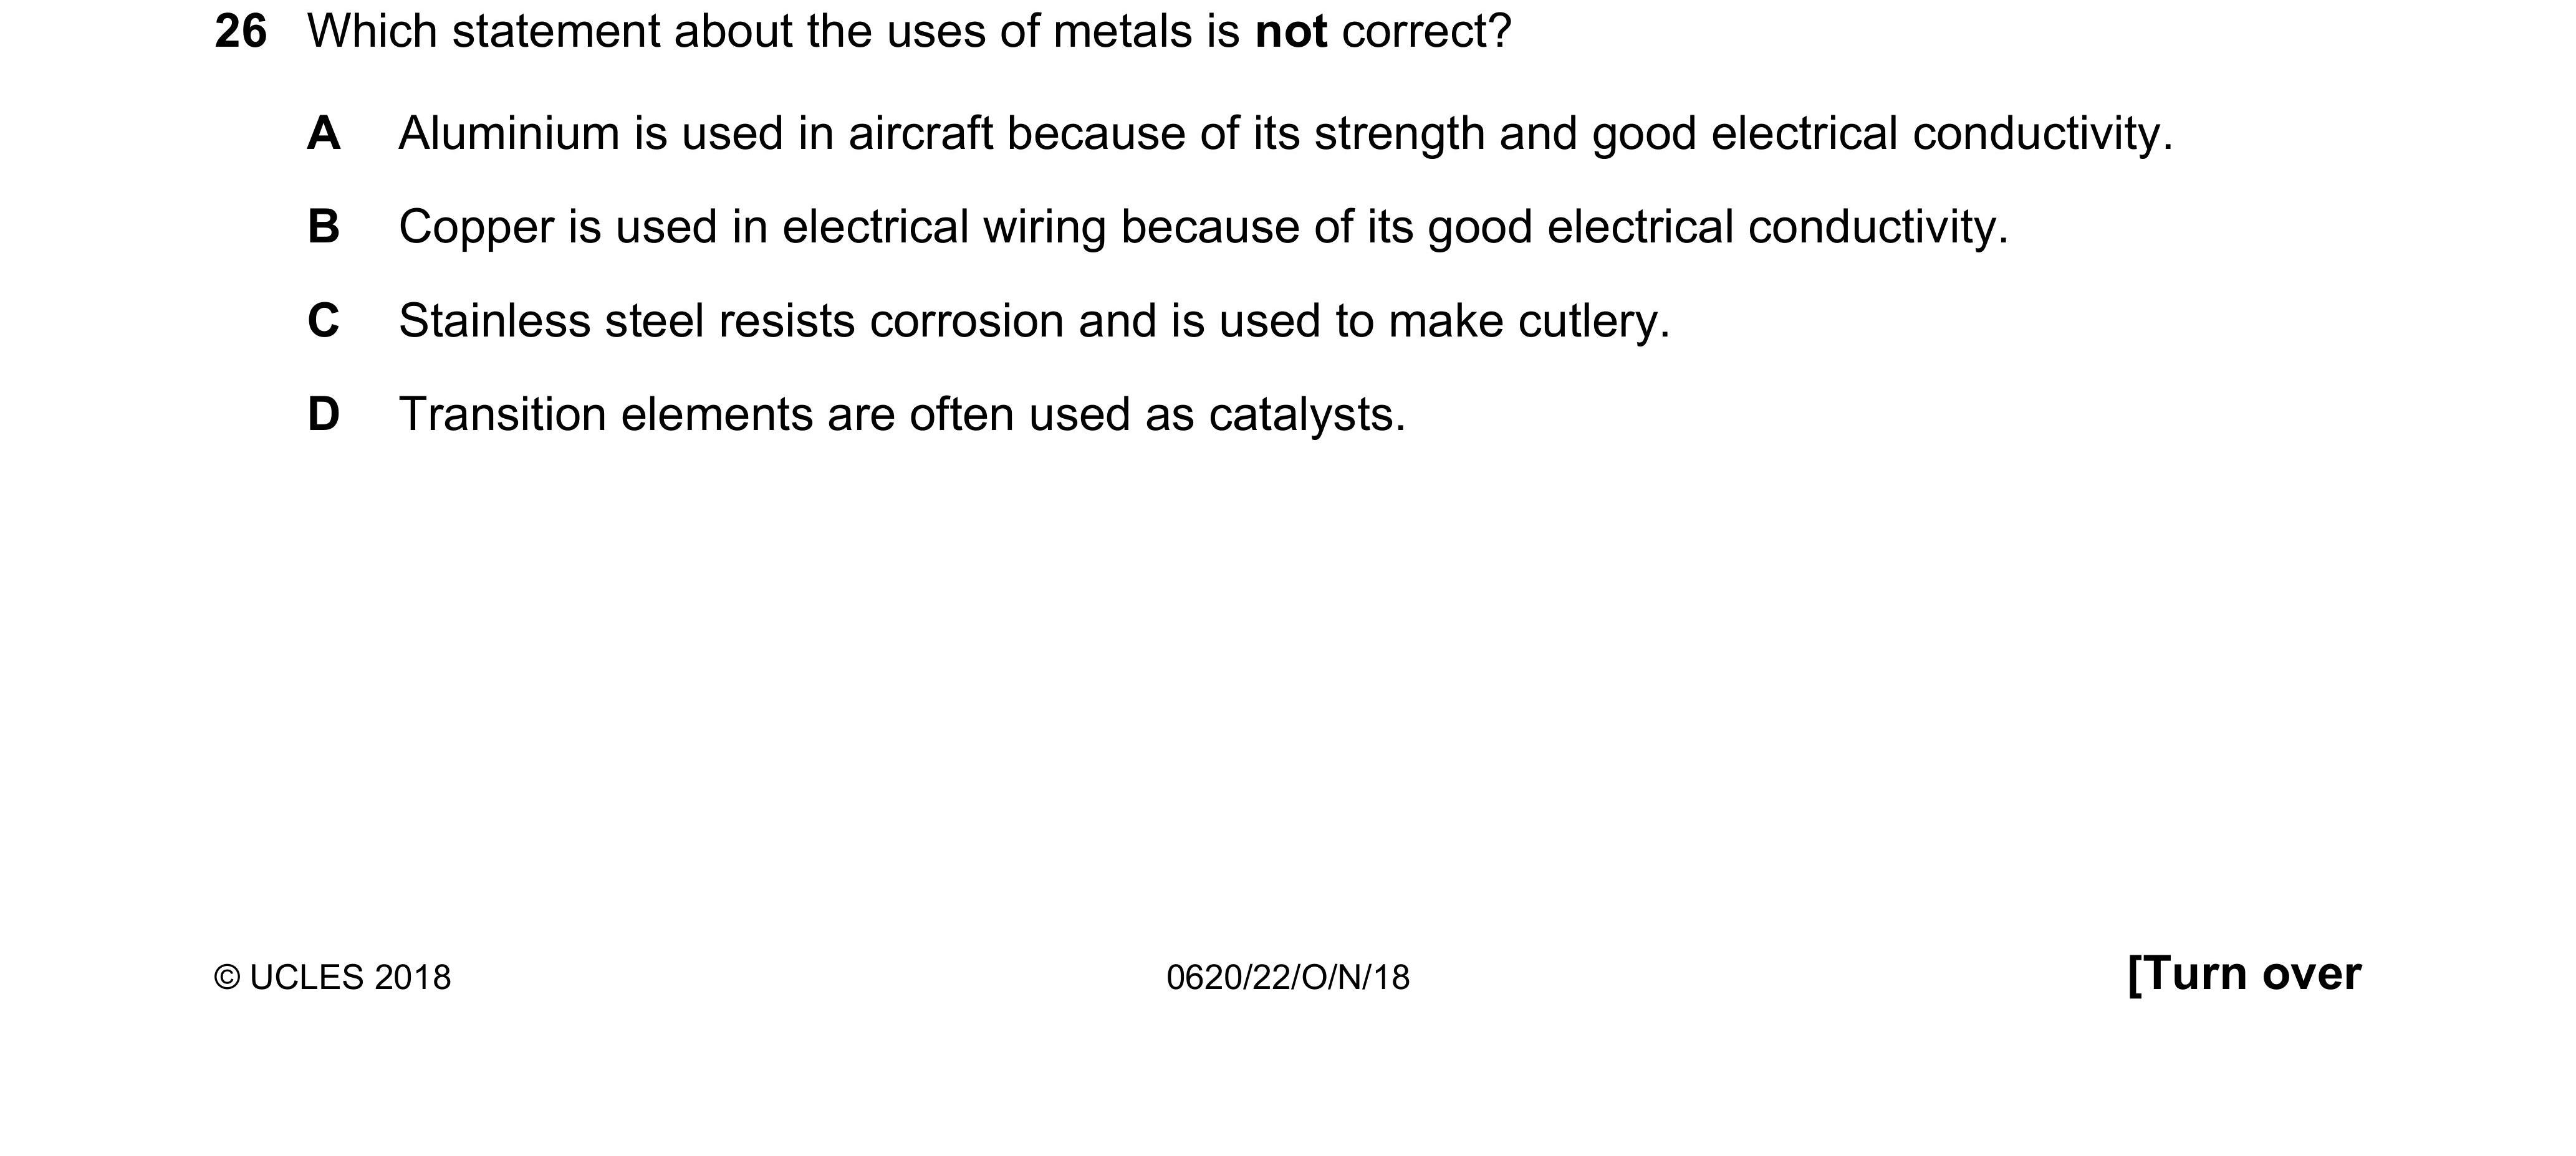 26 Which statement about the uses of metals is not correct?
A Aluminium is used in aircraft because of its strength and good electrical conductivity.
B Copper is used in electrical wiring because of its good electrical conductivity.
C Stainless steel resists corrosion and is used to make cutlery.
D Transition elements are often used as catalysts.
© UCLES 2018 0620/22/O/N/18 [Turn over